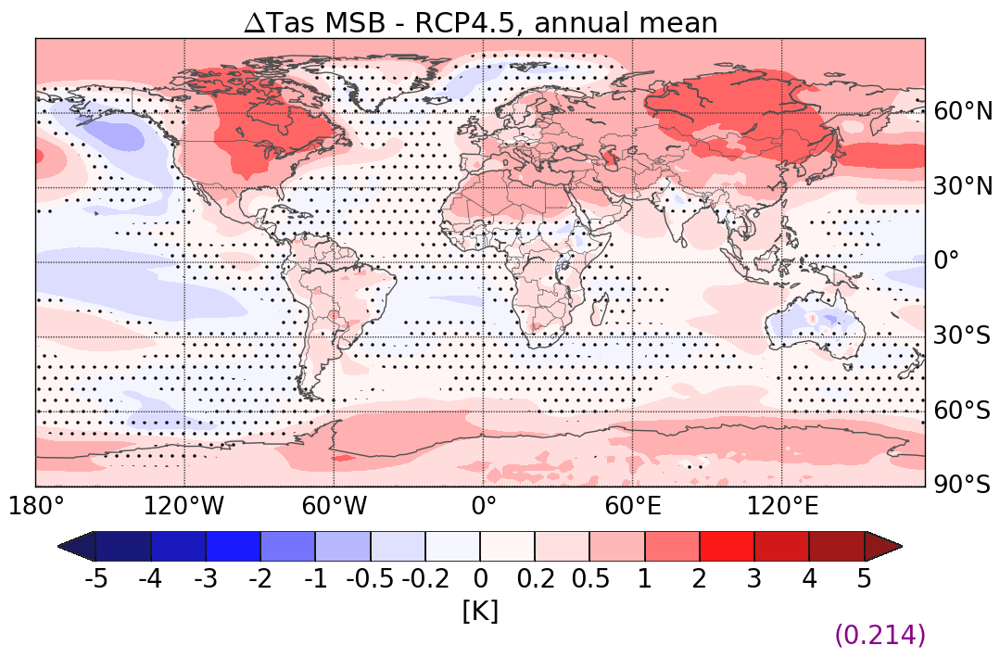 ΔTas MSB - RCP4.5, annual mean
60°N
30°N
0°
30°S
60°S
90°S
180° 120°W 60°W 0° 60°E 120°E
-5 -4 -3 -2 -1 -0.5 -0.2 0 0.2 0.5 1 2 3 4 5
[K]
(0.214)